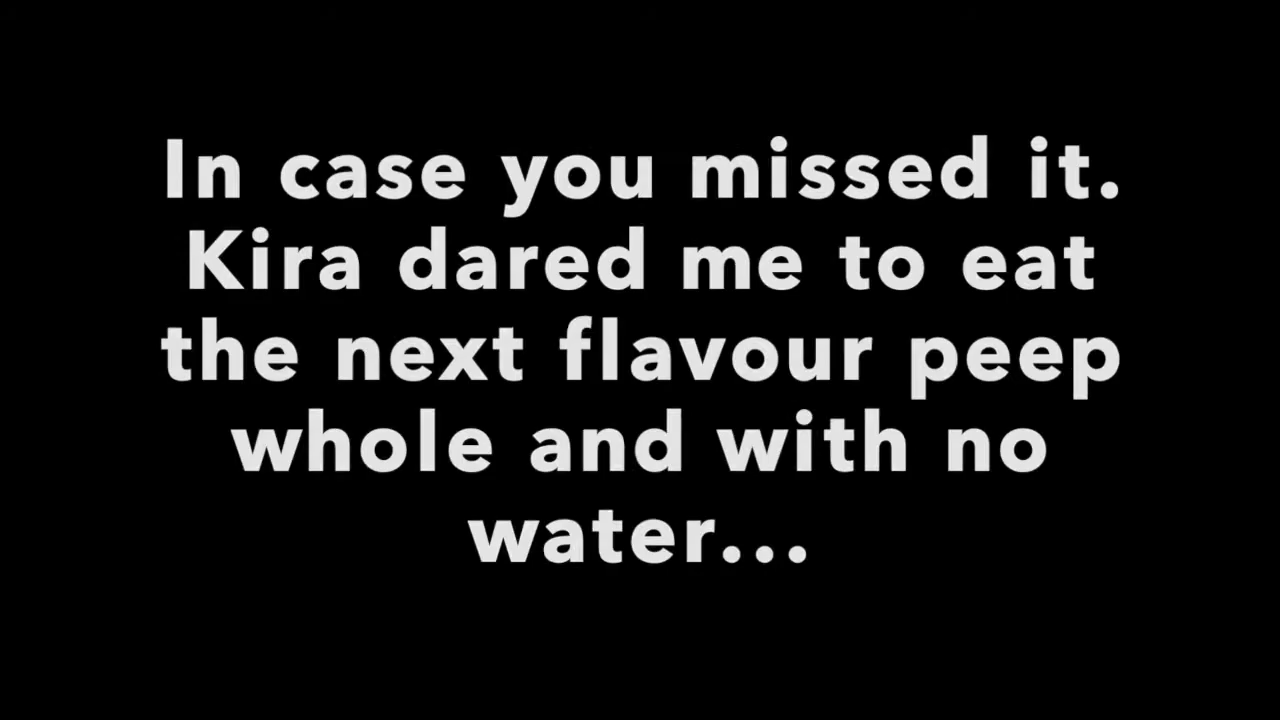 In case you missed it.
Kira dared me to eat
the next flavour peep
whole and with no
water...